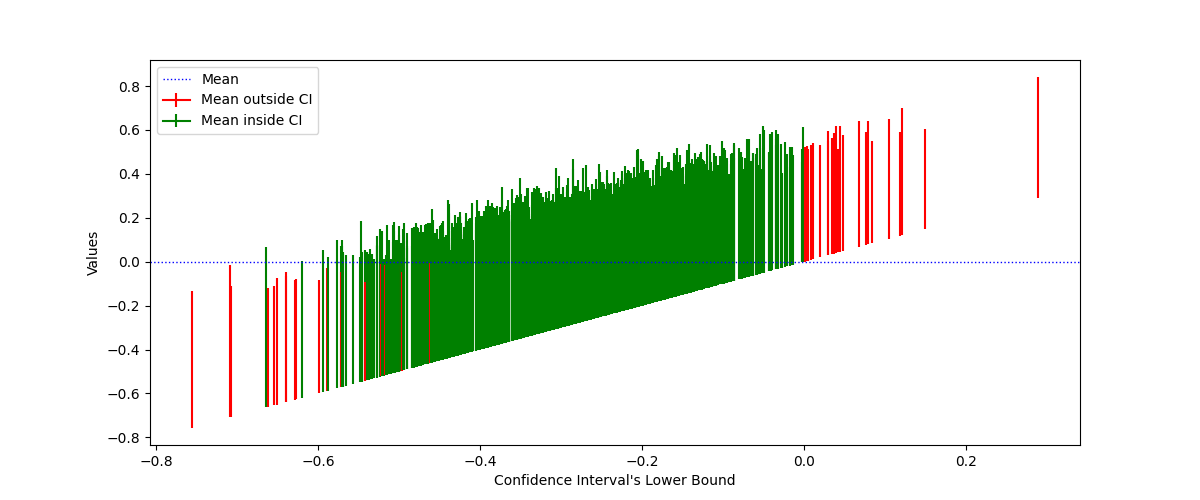 Mean
Mean outside CI
Mean inside CI
0.8
0.6
0.4
0.2
0.0
−0.2
−0.4
−0.6
−0.8
Values
−0.8 −0.6 −0.4 −0.2 0.0 0.2
Confidence Interval's Lower Bound